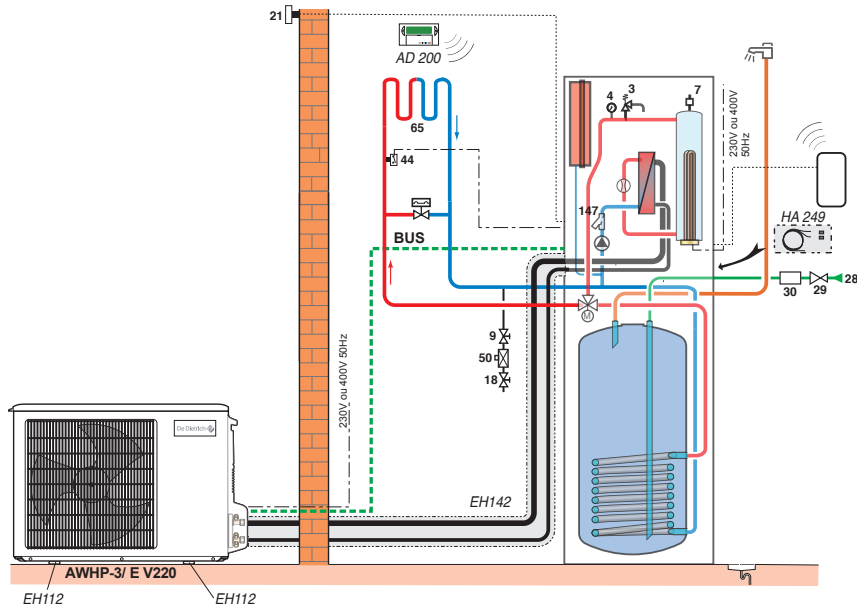 21
AD 200
65
44
BUS
4
3
7
147
230V ou 400V
50Hz
HA 249
30
29
28
M
9
50
18
230V ou 400V 50Hz
De Dietrich
EH142
AWHP-3/ E V220
EH112
EH112